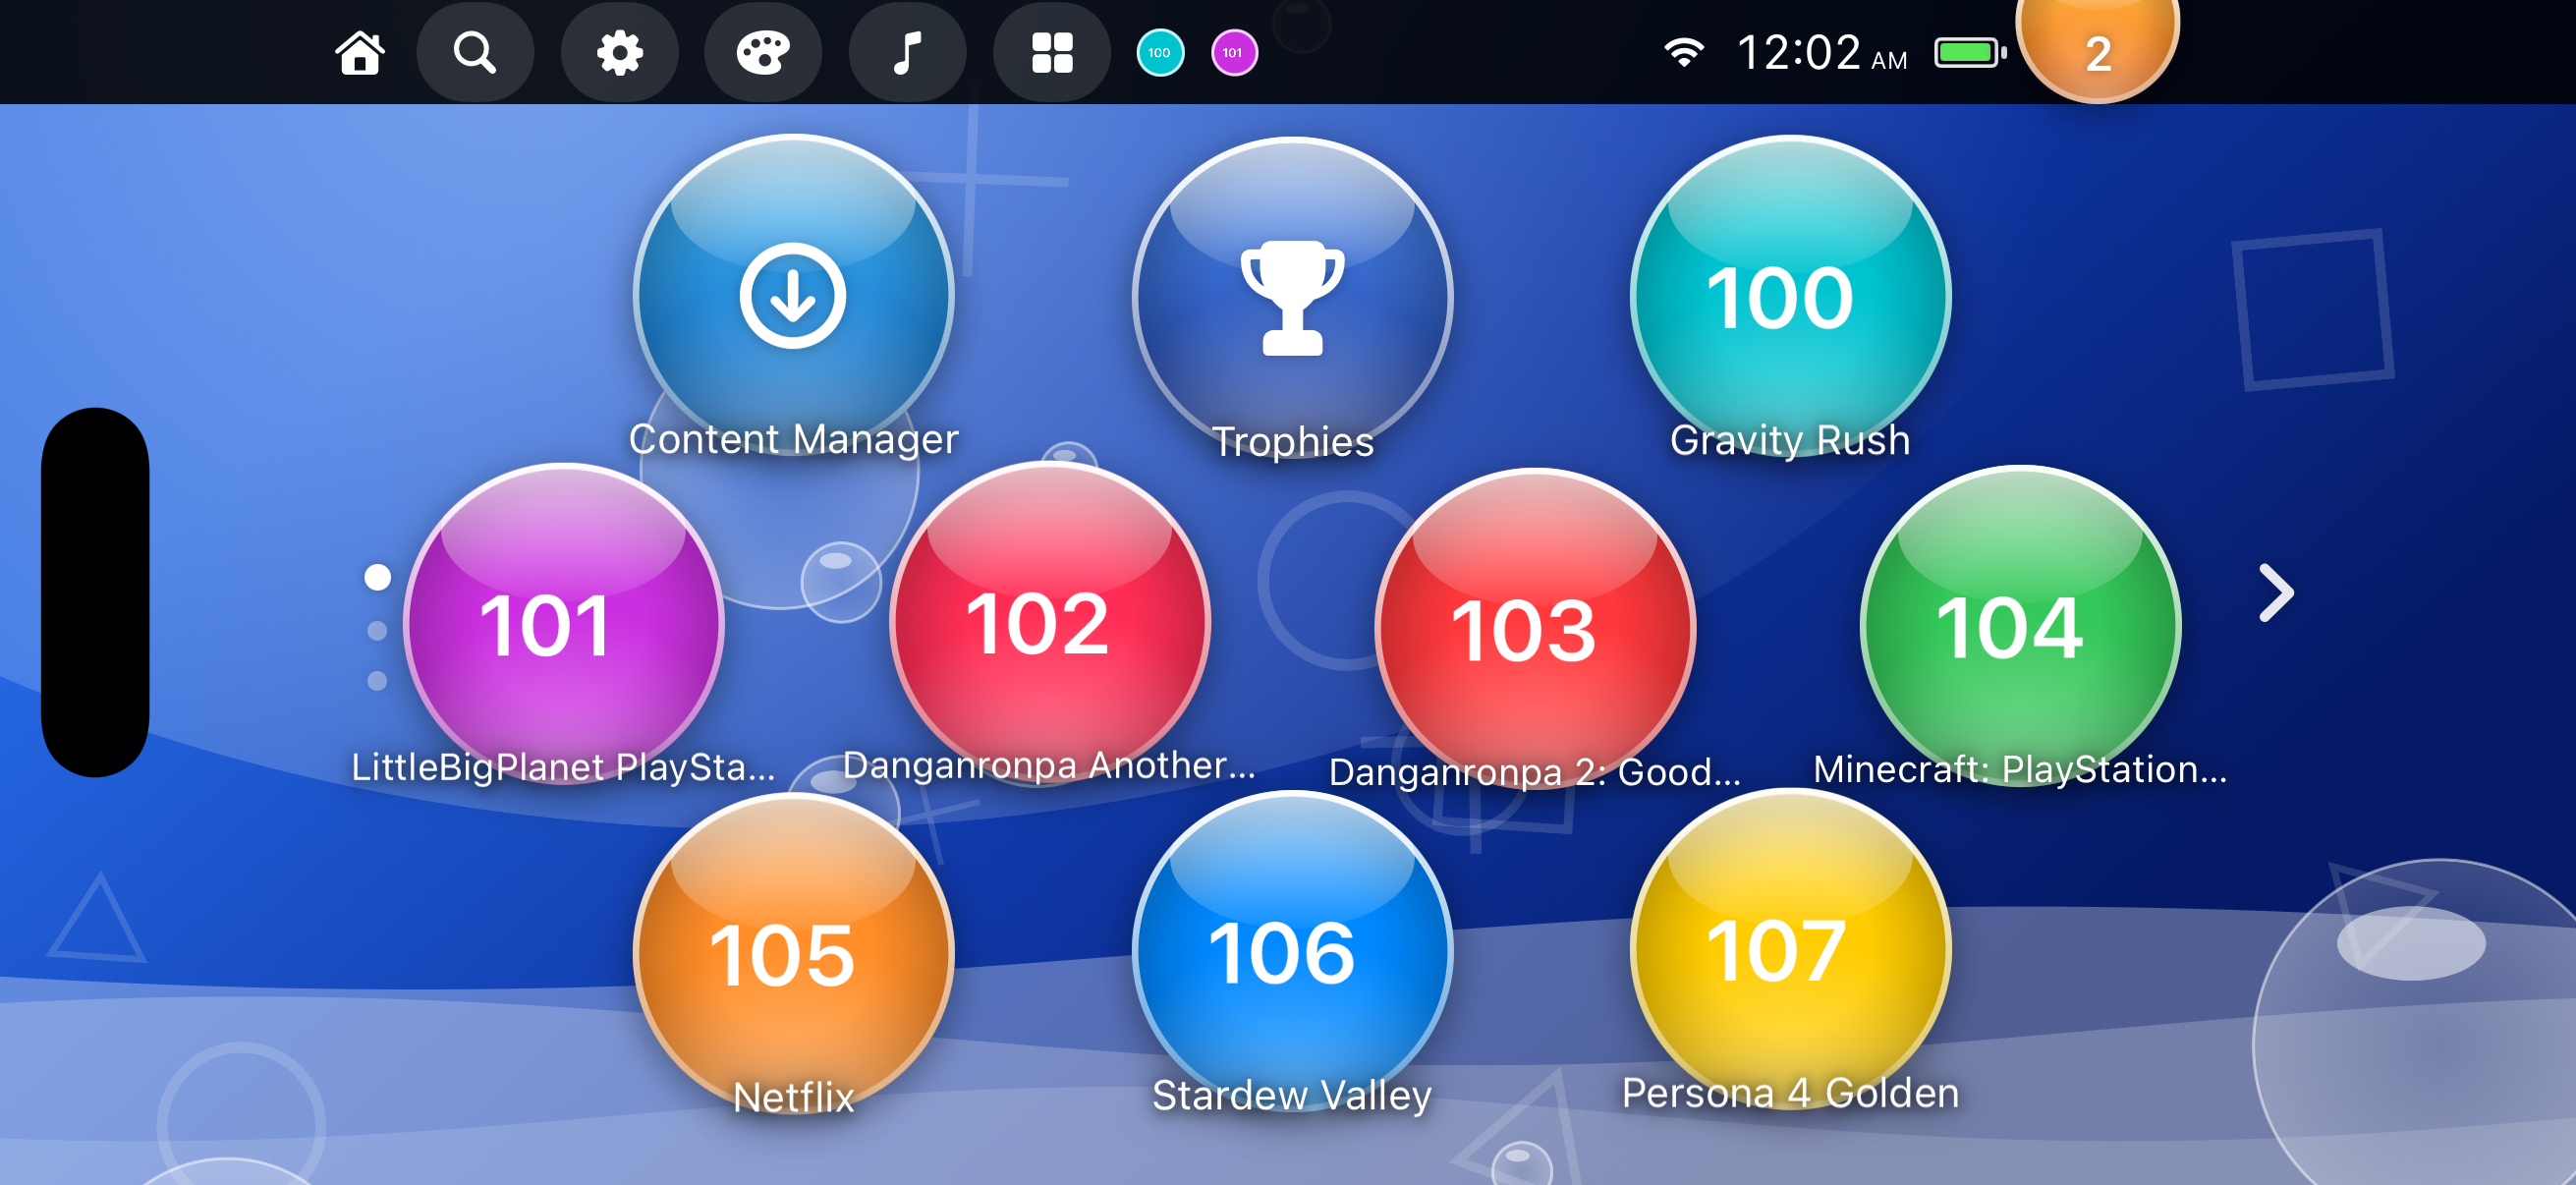 100
101
12:02 AM
2
Content Manager
Trophies
100
Gravity Rush
101
LittleBigPlanet PlaySta...
102
Danganronpa Another...
103
Danganronpa 2: Good...
104
Minecraft: PlayStation...
105
Netflix
106
Stardew Valley
107
Persona 4 Golden